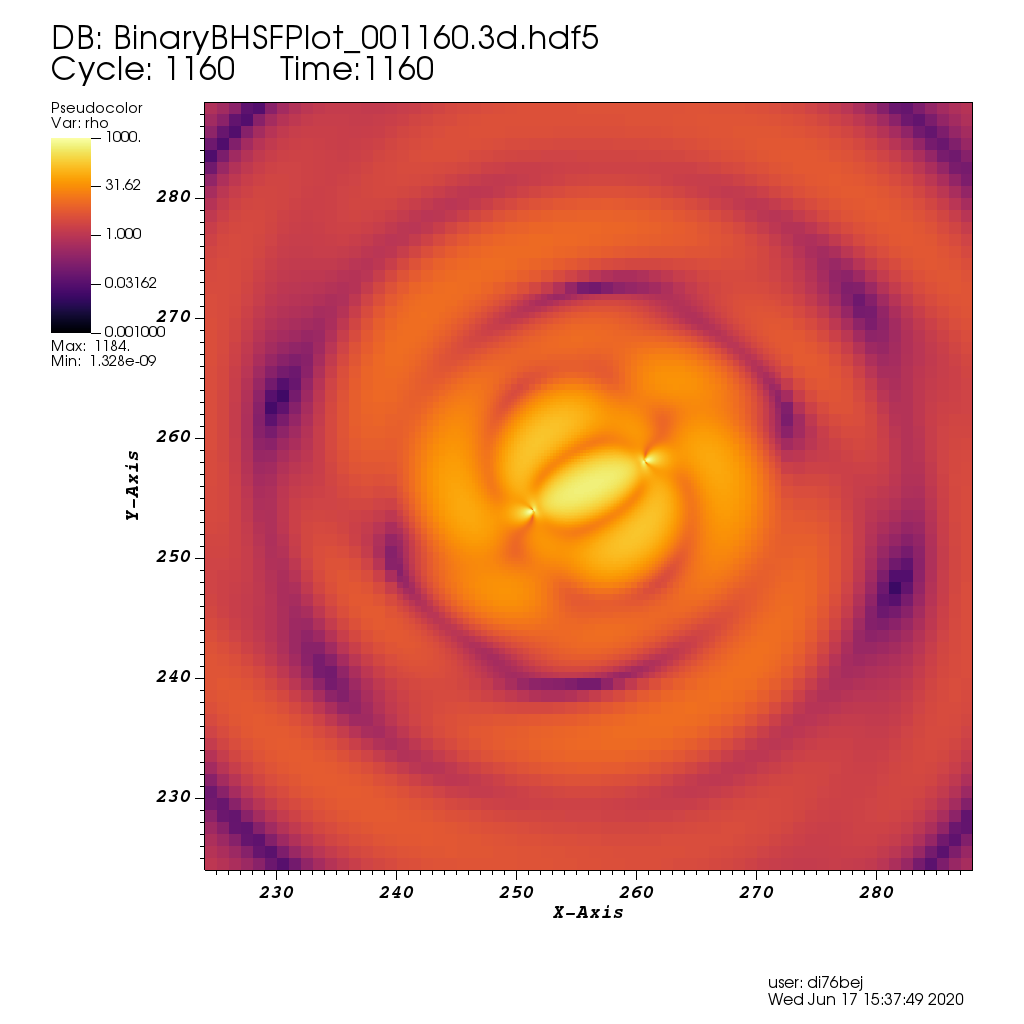 DB: BinaryBHSFPlot_001160.3d.hdf5
Cycle: 1160 Time:1160
Pseudocolor
Var: rho
1000.
31.62
1.000
0.03162
0.001000
Max: 1184.
Min: 1.328e-09
280
270
260
250
240
230
Y-Axis
230 240 250 260 270 280
X-Axis
user: di76bej
Wed Jun 17 15:37:49 2020